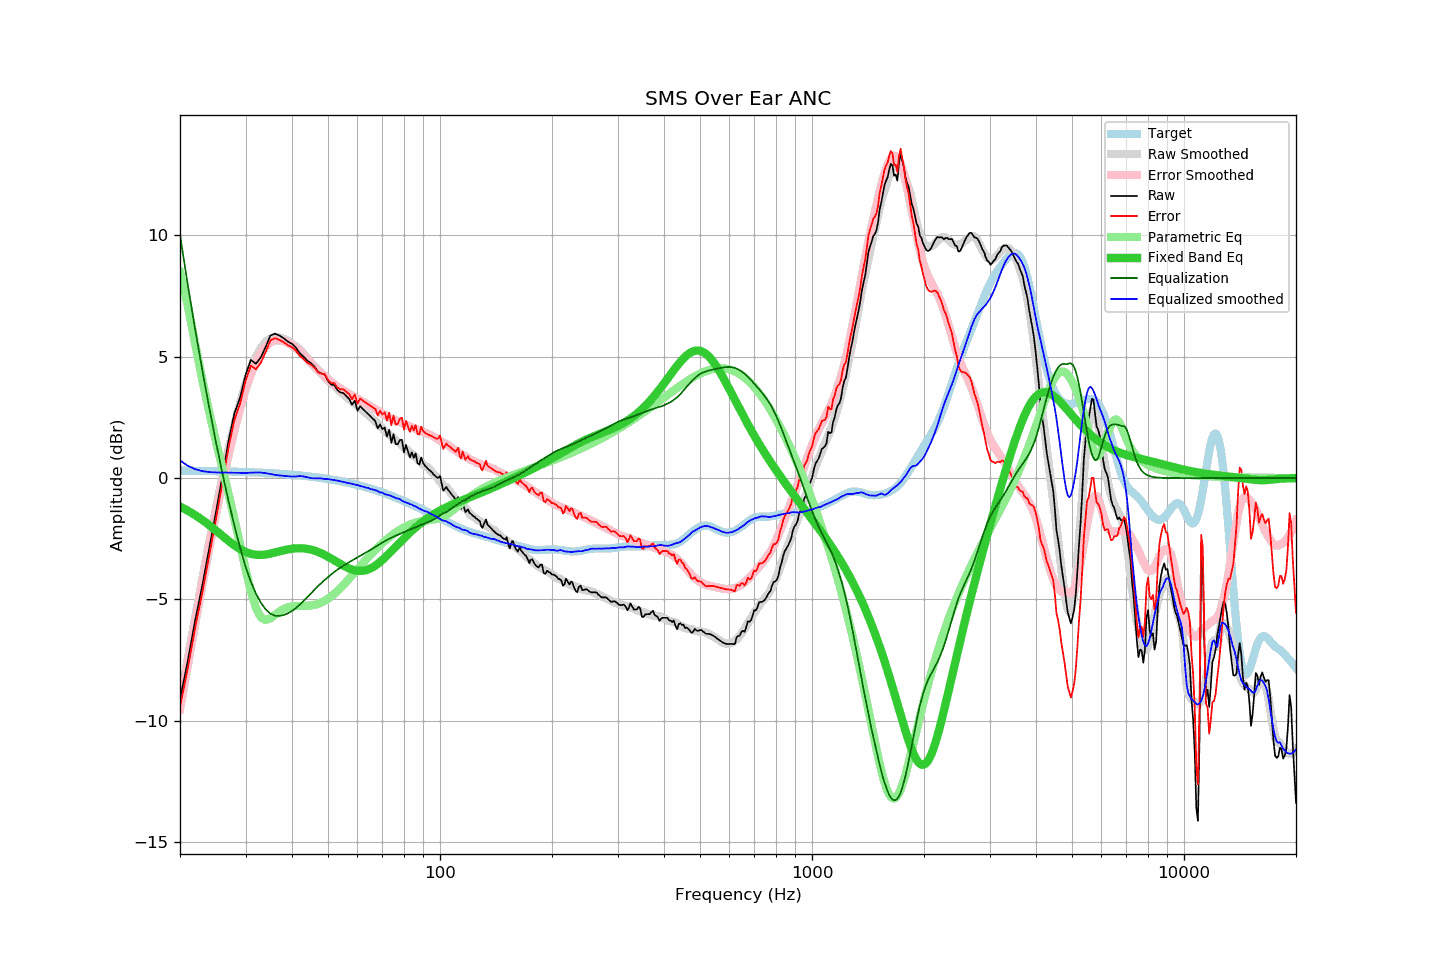 SMS Over Ear ANC
Target
Raw Smoothed
Error Smoothed
Raw
Error
Parametric Eq
Fixed Band Eq
Equalization
Equalized smoothed
Amplitude (dBr)
10
5
0
−5
−10
−15
100
1000
10000
Frequency (Hz)